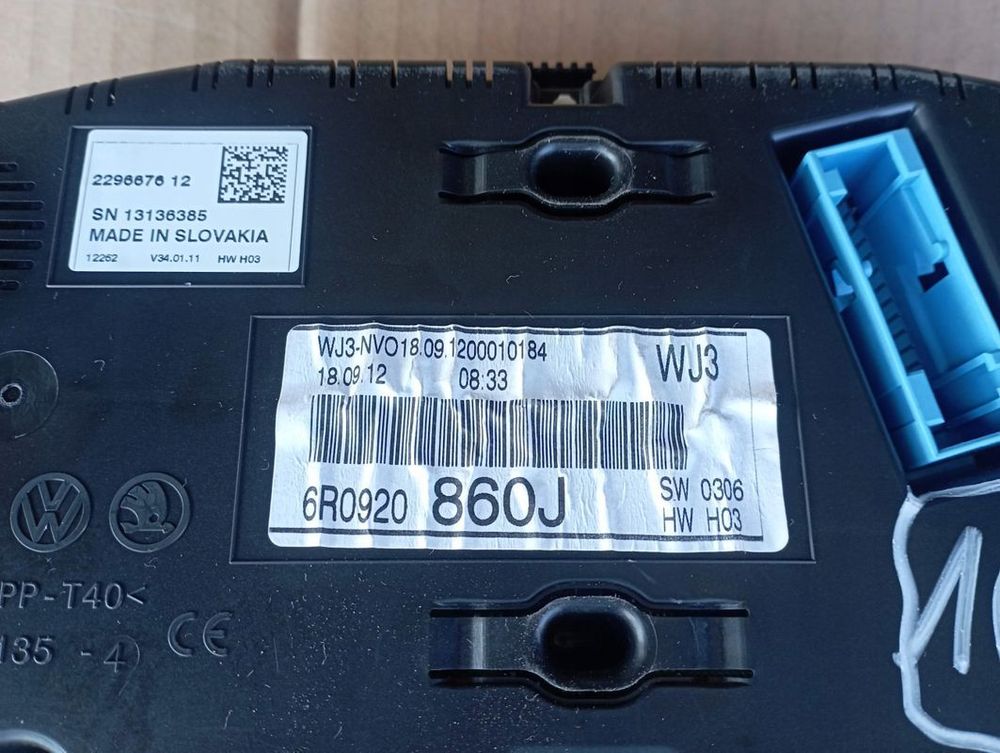 2296676 12
SN 13136385
MADE IN SLOVAKIA
12262 V34.01.11 HW H03
WJ3-NVO18.09.1200010184
18.09.12 08:33
WJ3
6R0920 860J
SW 0306
HW H03
PP-T40<
135 -4
CE